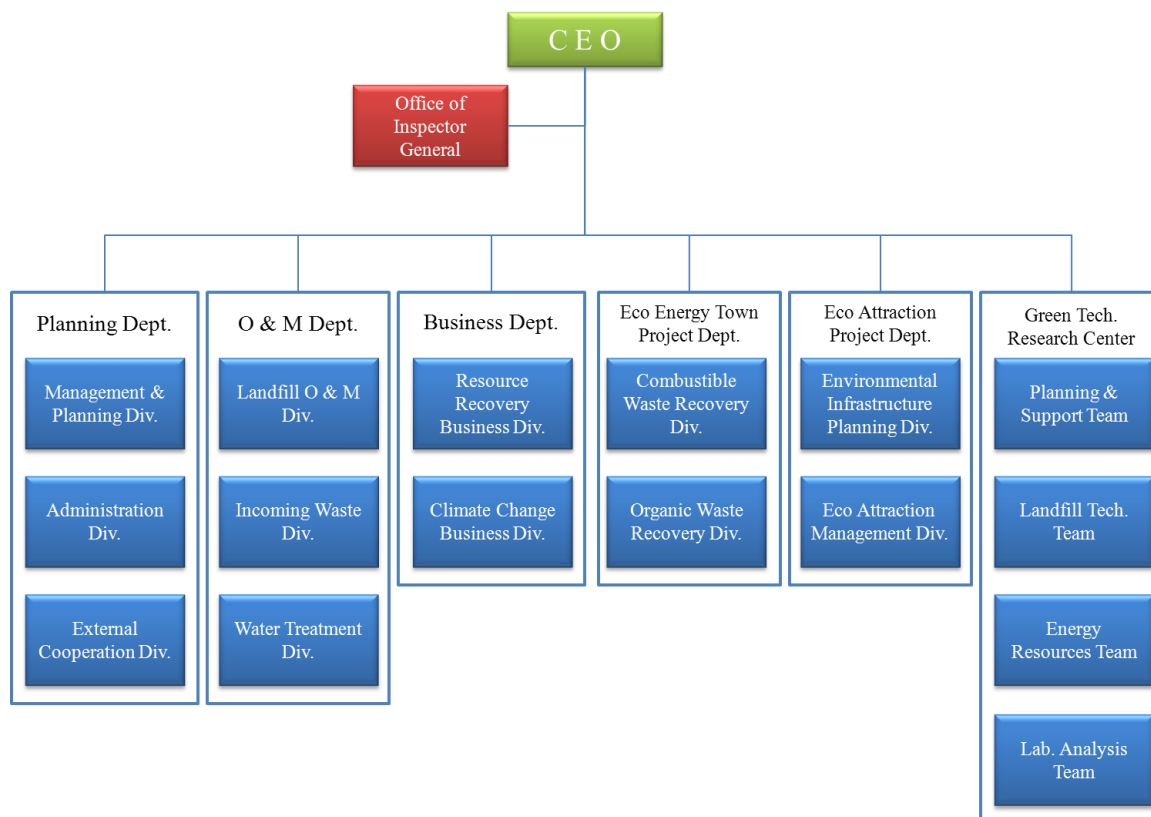 C E O
Office of
Inspector
General
Planning Dept.
Management &
Planning Div.
Administration
Div.
External
Cooperation Div.
O & M Dept.
Landfill O & M
Div.
Incoming Waste
Div.
Water Treatment
Div.
Business Dept.
Resource
Recovery
Business Div.
Climate Change
Business Div.
Eco Energy Town
Project Dept.
Combustible
Waste Recovery
Div.
Organic Waste
Recovery Div.
Eco Attraction
Project Dept.
Environmental
Infrastructure
Planning Div.
Eco Attraction
Management Div.
Green Tech.
Research Center
Planning &
Support Team
Landfill Tech.
Team
Energy
Resources Team
Lab. Analysis
Team